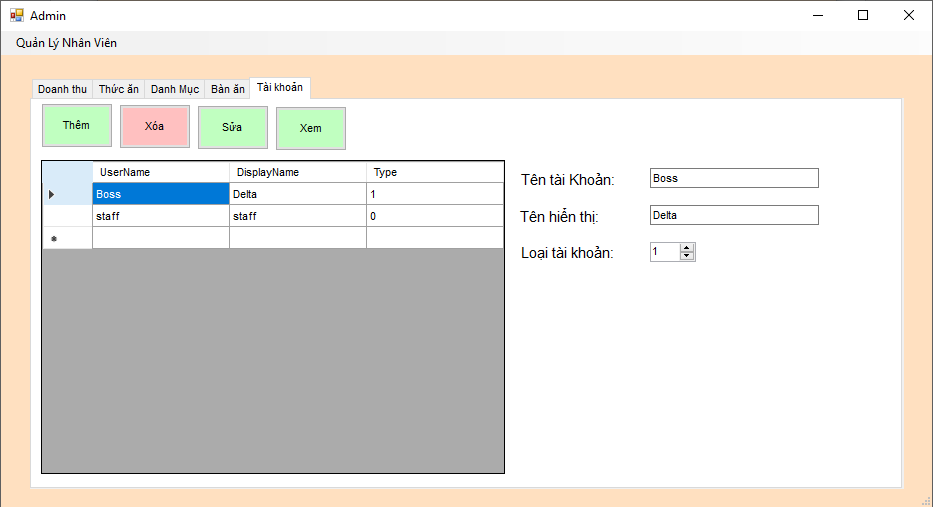 Admin
Quản Lý Nhân Viên
Doanh thu Thức ăn Danh Mục Bàn ăn Tài khoản
Thêm Xóa Sửa Xem
UserName DisplayName Type
Boss Delta 1
staff staff 0
Tên tài Khoản: Boss
Tên hiển thị: Delta
Loại tài khoản: 1